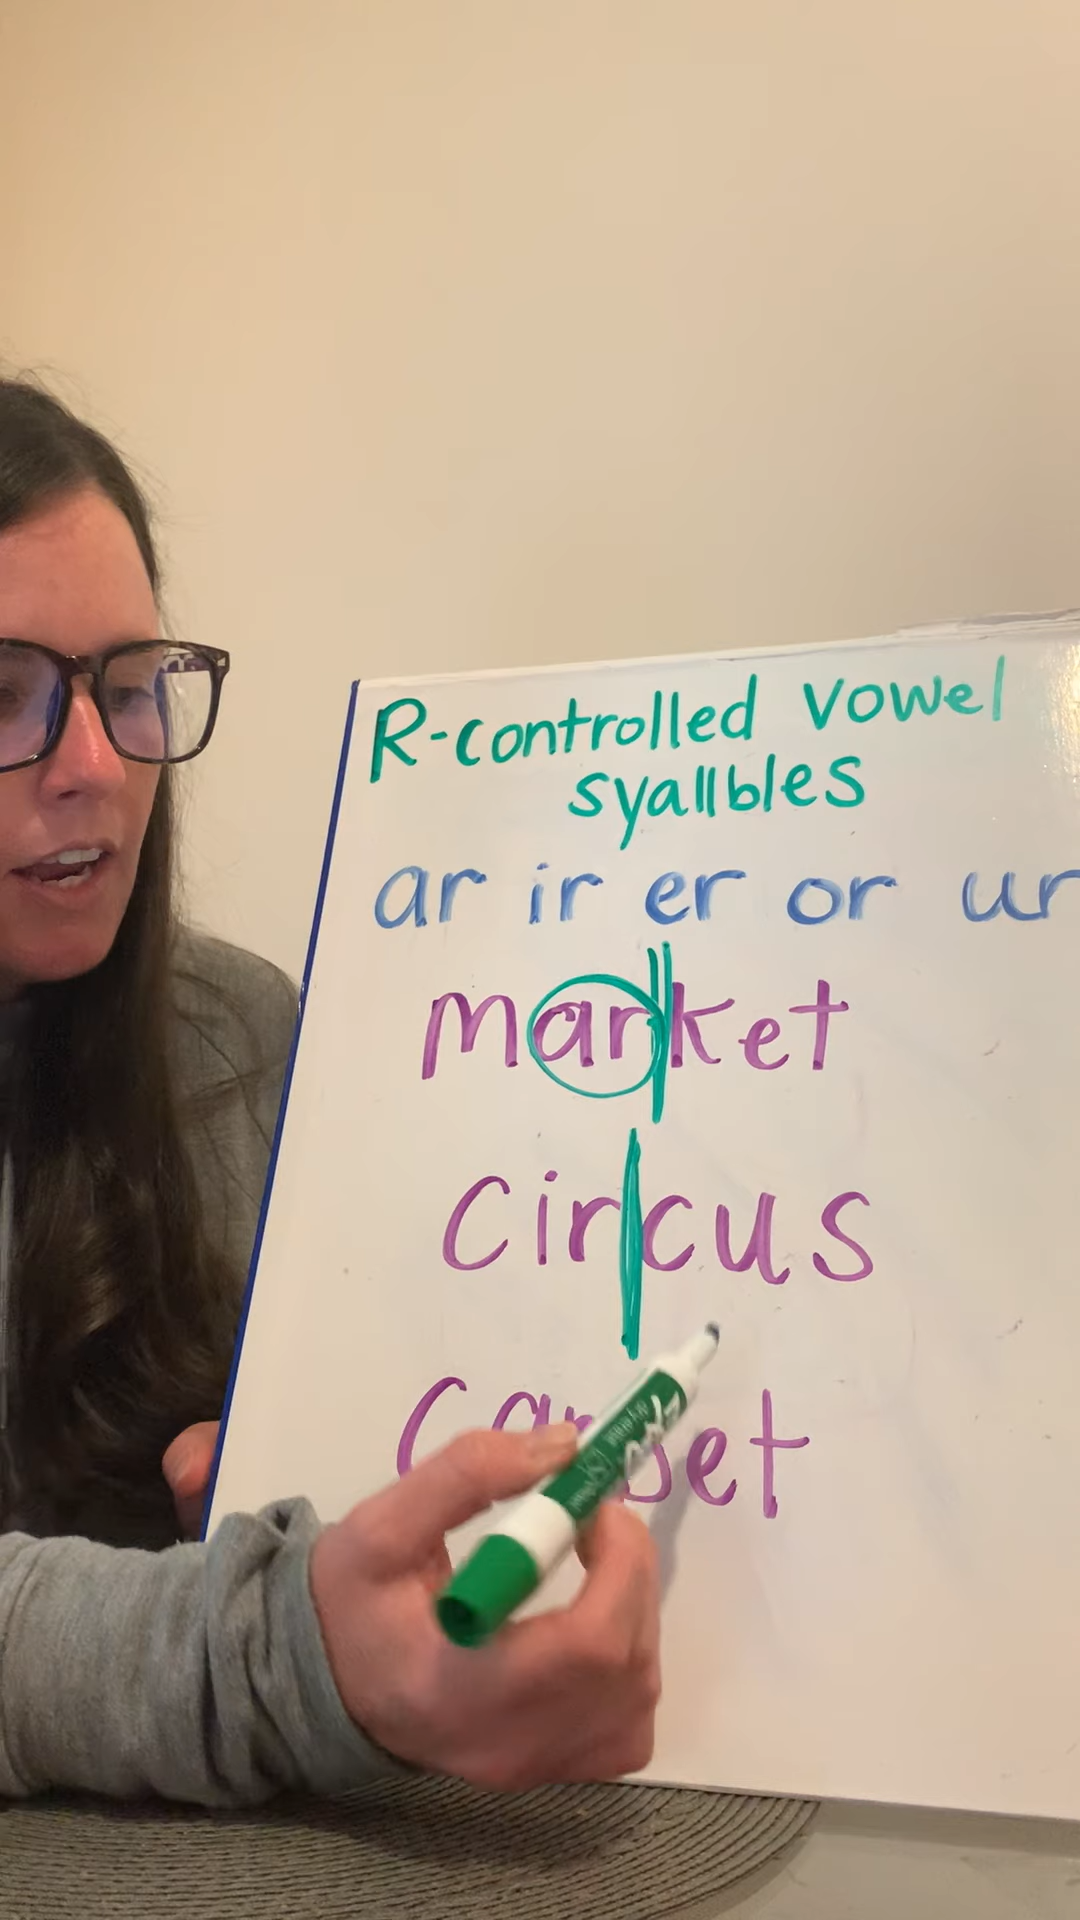 R-controlled vowel
syallbles
ar ir er or ur
market
circus